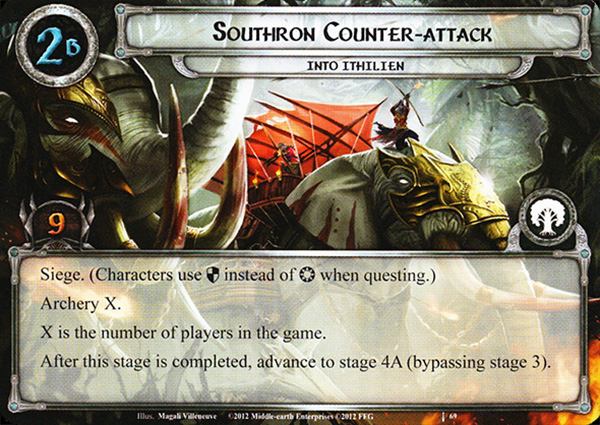 2B
SOUTHRON COUNTER-ATTACK
INTO ITHILIEN
9
Siege. (Characters use instead of when questing.)
Archery X.
X is the number of players in the game.
After this stage is completed, advance to stage 4A (bypassing stage 3).
Illus. Magali Villeneuve ©2012 Middle-earth Enterprises ©2012 FFG 69